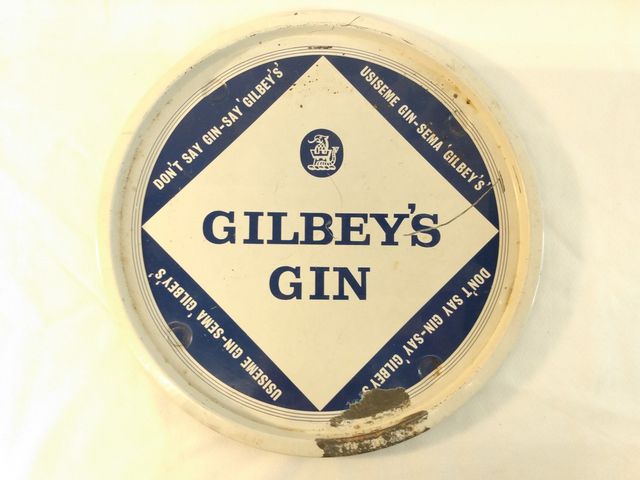 DON'T SAY GIN-SAY 'GILBEY'S'
USISEME GIN-SEMA 'GILBEY'S'
GILBEY'S
GIN
USISEME GIN-SEMA 'GILBEY'S'
DON'T SAY GIN-SAY 'GILBEY'S